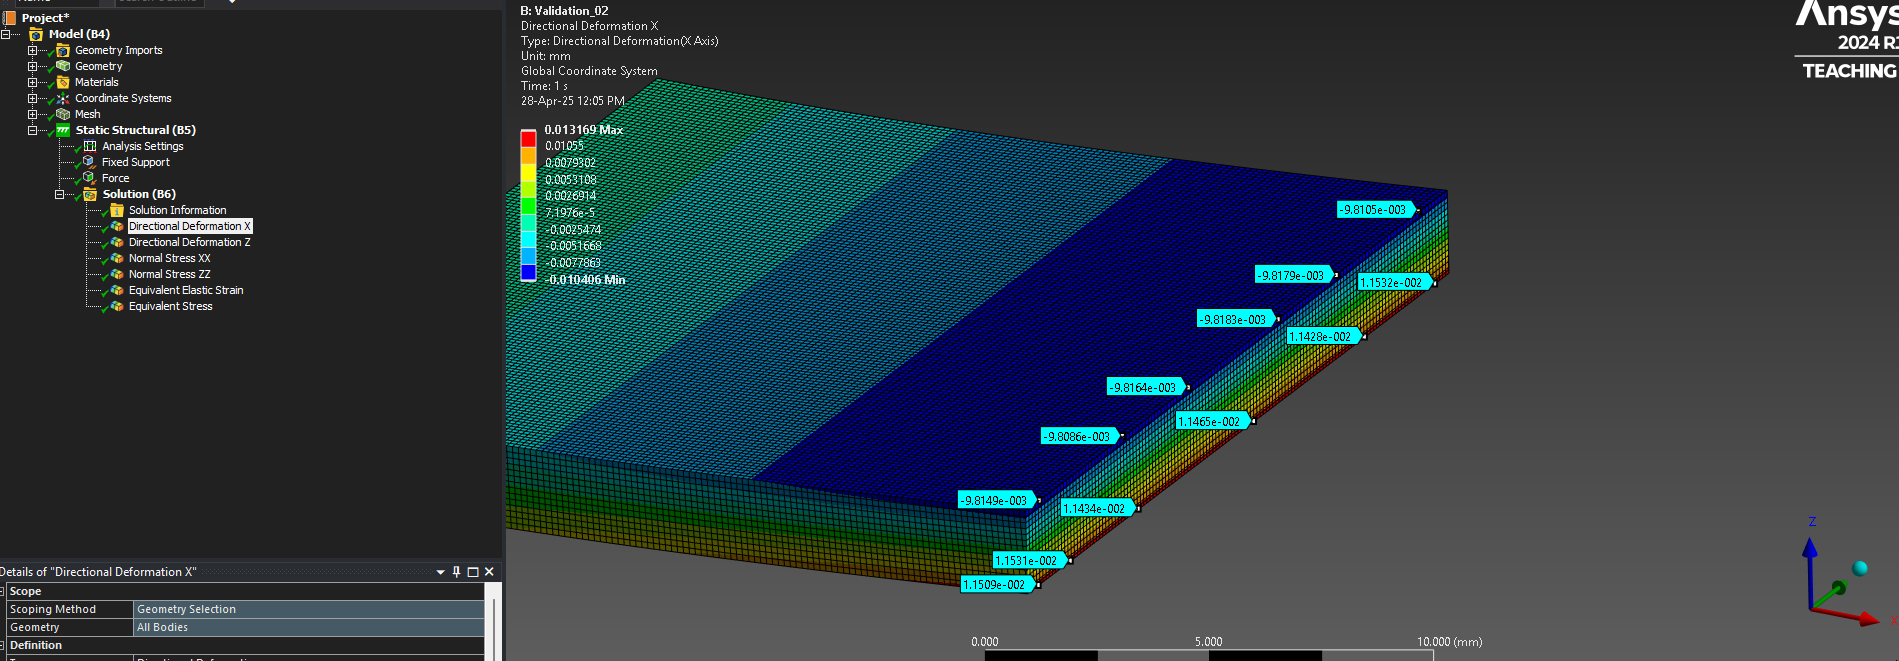 Project*
Model (B4)
Geometry Imports
Geometry
Materials
Coordinate Systems
Mesh
Static Structural (B5)
Analysis Settings
Fixed Support
Force
Solution (B6)
Solution Information
Directional Deformation X
Directional Deformation Z
Normal Stress XX
Normal Stress ZZ
Equivalent Elastic Strain
Equivalent Stress
Details of "Directional Deformation X"
Scope
Scoping Method Geometry Selection
Geometry All Bodies
Definition
B: Validation_02
Directional Deformation X
Type: Directional Deformation(X Axis)
Unit: mm
Global Coordinate System
Time: 1 s
28-Apr-25 12:05 PM
0.013169 Max
0.01055
0.0079302
0.0053108
0.0026914
7.1976e-5
-0.0025474
-0.0051668
-0.0077863
-0.010406 Min
-9.8105e-003
-9.8179e-003
1.1532e-002
-9.8183e-003
1.1428e-002
-9.8164e-003
1.1465e-002
-9.8086e-003
-9.8149e-003
1.1434e-002
1.1531e-002
1.1509e-002
Ansys
2024 R1
TEACHING
Z
0.000 5.000 10.000 (mm)